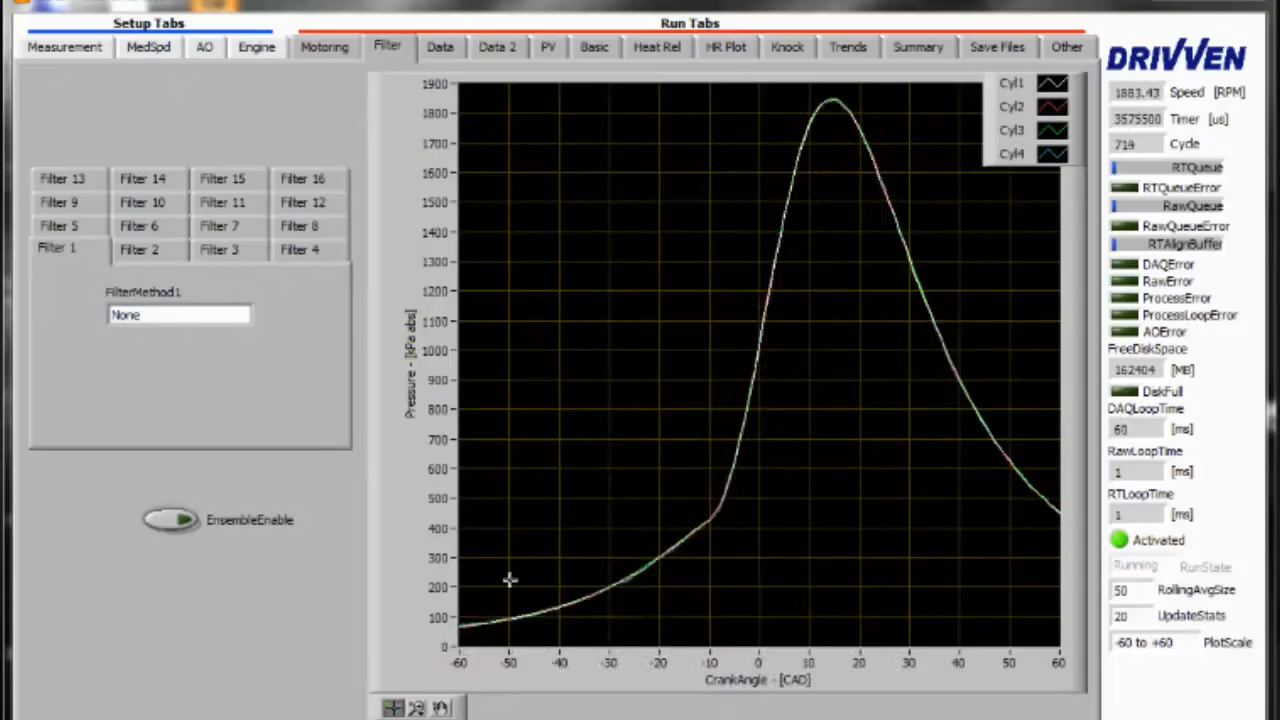 Setup Tabs
Run Tabs
Measurement MedSpd AO Engine Motoring Filter Data Data 2 PV Basic Heat Rel HR Plot Knock Trends Summary Save Files Other
DRIVVEN
Filter 13 Filter 14 Filter 15 Filter 16
Filter 9 Filter 10 Filter 11 Filter 12
Filter 5 Filter 6 Filter 7 Filter 8
Filter 1 Filter 2 Filter 3 Filter 4
FilterMethod1
None
EnsembleEnable
Pressure - [kPa abs]
1900
1800
1700
1600
1500
1400
1300
1200
1100
1000
900
800
700
600
500
400
300
200
100
0
-60 -50 -40 -30 -20 -10 0 10 20 30 40 50 60
CrankAngle - [CAD]
Cyl1
Cyl2
Cyl3
Cyl4
1883.43 Speed [RPM]
3575500 Timer [us]
719 Cycle
RTQueue
RTQueueError
RawQueue
RawQueueError
RTAlignBuffer
DAQError
RawError
ProcessError
ProcessLoopError
AOError
FreeDiskSpace
162404 [MB]
DiskFull
DAQLoopTime
60 [ms]
RawLoopTime
1 [ms]
RTLoopTime
1 [ms]
Activated
Running RunState
50 RollingAvgSize
20 UpdateStats
-60 to +60 PlotScale